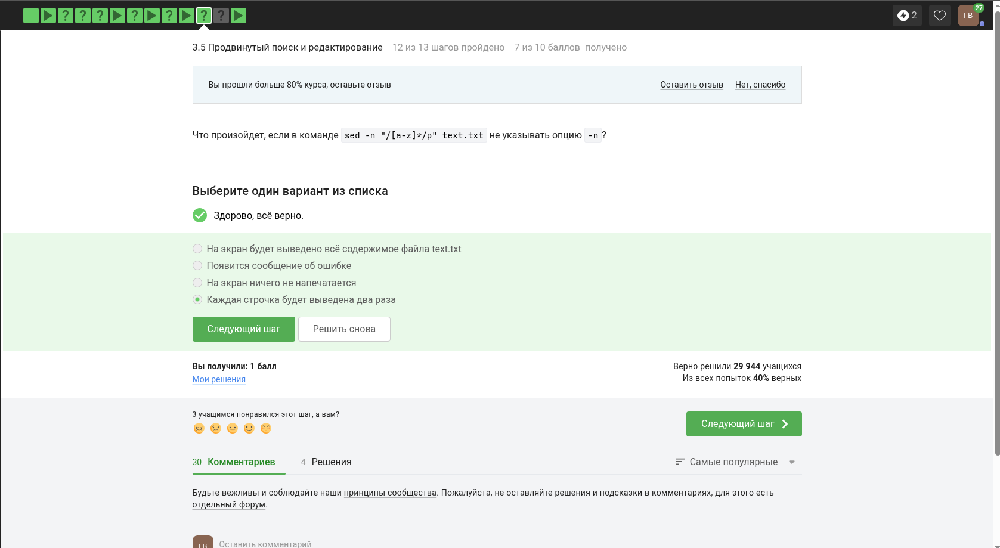 ? ? ? ? ? ? ?
2
ГВ
27
3.5 Продвинутый поиск и редактирование 12 из 13 шагов пройдено 7 из 10 баллов получено
Вы прошли больше 80% курса, оставьте отзыв Оставить отзыв Нет, спасибо
Что произойдет, если в команде sed -n "/[a-z]*/p" text.txt не указывать опцию -n?
Выберите один вариант из списка
Здорово, всё верно.
На экран будет выведено всё содержимое файла text.txt
Появится сообщение об ошибке
На экран ничего не напечатается
Каждая строчка будет выведена два раза
Следующий шаг Решить снова
Вы получили: 1 балл
Мои решения
Верно решили 29 944 учащихся
Из всех попыток 40% верных
3 учащимся понравился этот шаг, а вам?
Следующий шаг
30 Комментариев 4 Решения Самые популярные
Будьте вежливы и соблюдайте наши принципы сообщества. Пожалуйста, не оставляйте решения и подсказки в комментариях, для этого есть
отдельный форум.
ГВ Оставить комментарий